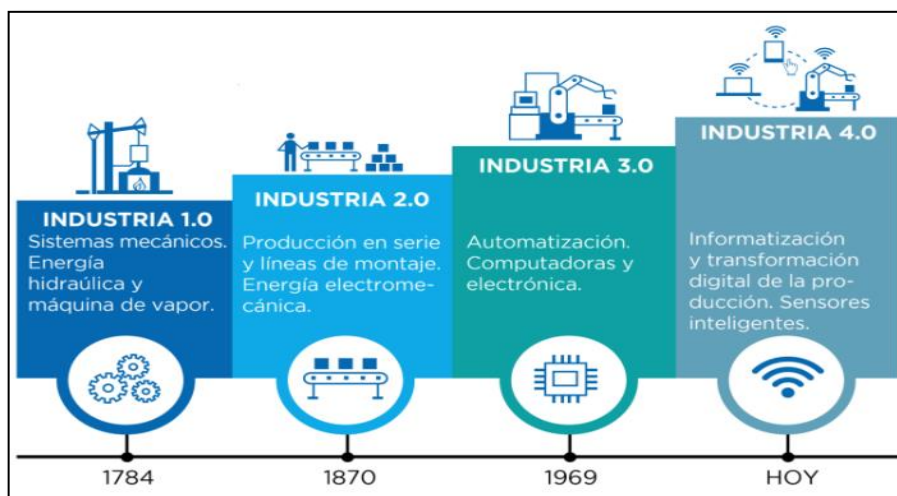 INDUSTRIA 1.0
Sistemas mecánicos.
Energía
hidraúlica y
máquina de vapor.
INDUSTRIA 2.0
Producción en serie
y líneas de montaje.
Energía electrome-
cánica.
INDUSTRIA 3.0
Automatización.
Computadoras y
electrónica.
INDUSTRIA 4.0
Informatización
y transformación
digital de la pro-
ducción. Sensores
inteligentes.
1784
1870
1969
HOY